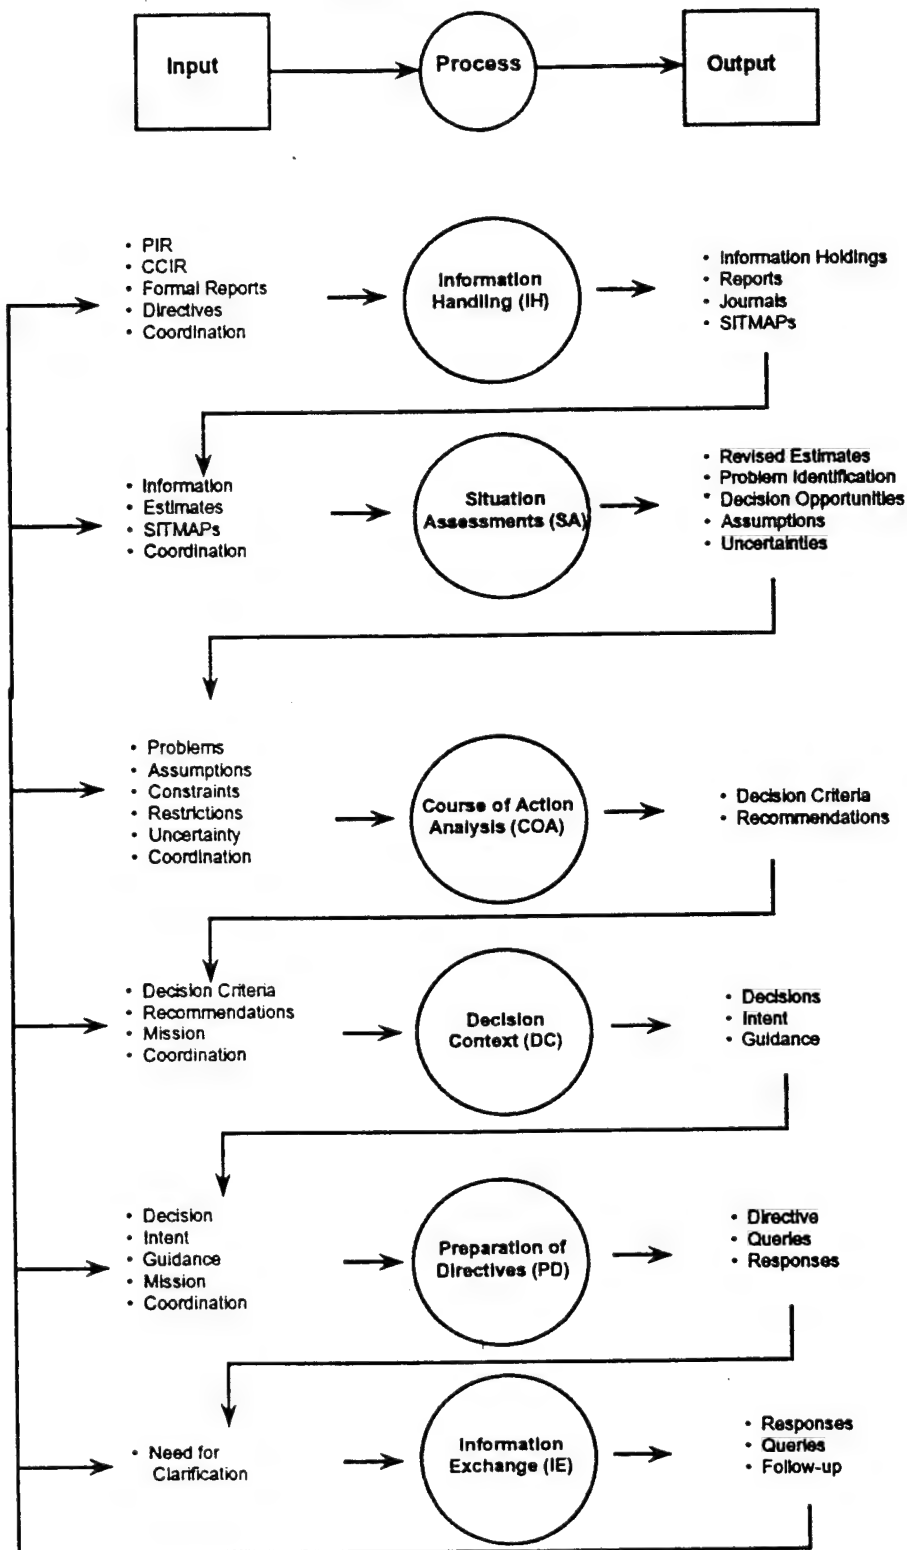 Input
Process
Output
• PIR
• CCIR
• Formal Reports
• Directives
• Coordination
Information
Handling (IH)
• Information Holdings
• Reports
• Journals
• SITMAPs
• Information
• Estimates
• SITMAPs
• Coordination
Situation
Assessments (SA)
• Revised Estimates
• Problem Identification
• Decision Opportunities
• Assumptions
• Uncertainties
• Problems
• Assumptions
• Constraints
• Restrictions
• Uncertainty
• Coordination
Course of Action
Analysis (COA)
• Decision Criteria
• Recommendations
• Decision Criteria
• Recommendations
• Mission
• Coordination
Decision
Context (DC)
• Decisions
• Intent
• Guidance
• Decision
• Intent
• Guidance
• Mission
• Coordination
Preparation of
Directives (PD)
• Directive
• Queries
• Responses
• Need for
Clarification
Information
Exchange (IE)
• Responses
• Queries
• Follow-up